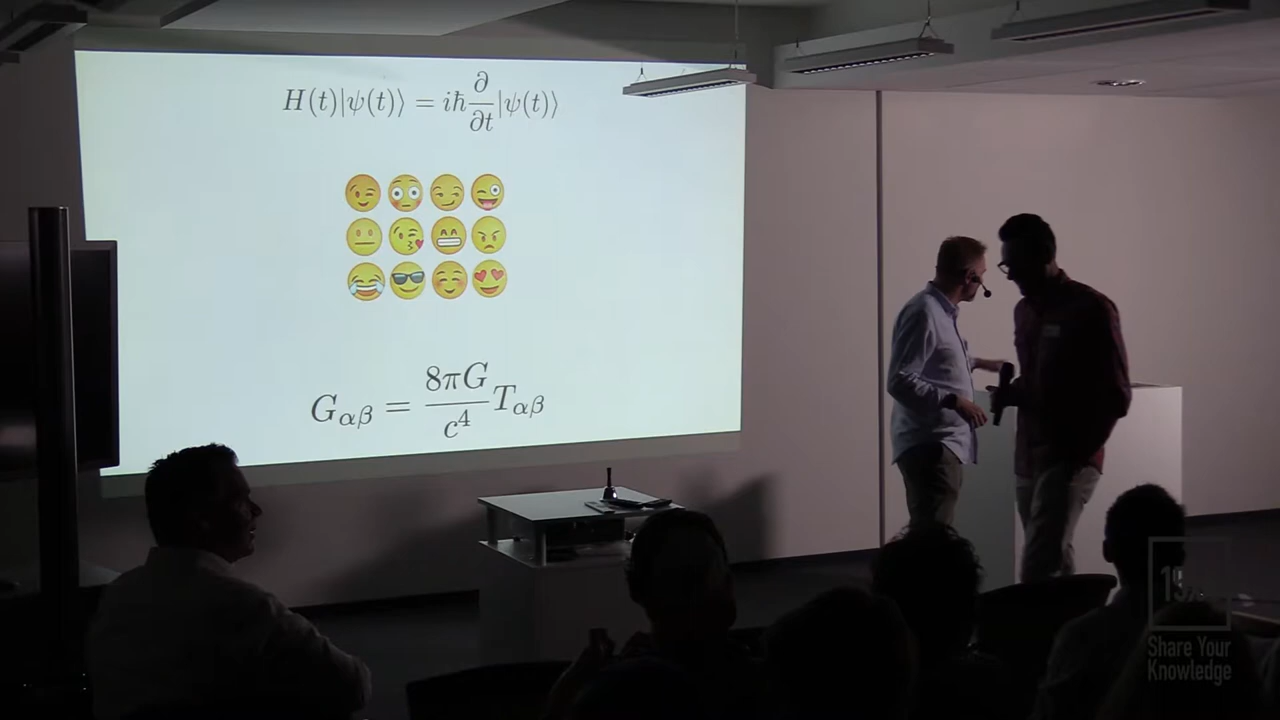 H(t)|ψ(t)⟩ = iħ ∂/∂t |ψ(t)⟩
G_αβ = 8πG/c⁴ T_αβ
Share Your
Knowledge